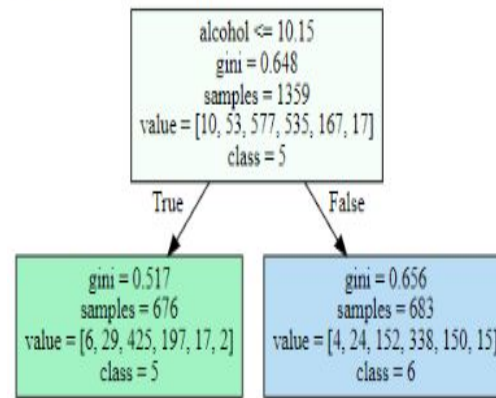 alcohol <= 10.15
gini = 0.648
samples = 1359
value = [10, 53, 577, 535, 167, 17]
class = 5
True
False
gini = 0.517
samples = 676
value = [6, 29, 425, 197, 17, 2]
class = 5
gini = 0.656
samples = 683
value = [4, 24, 152, 338, 150, 15]
class = 6